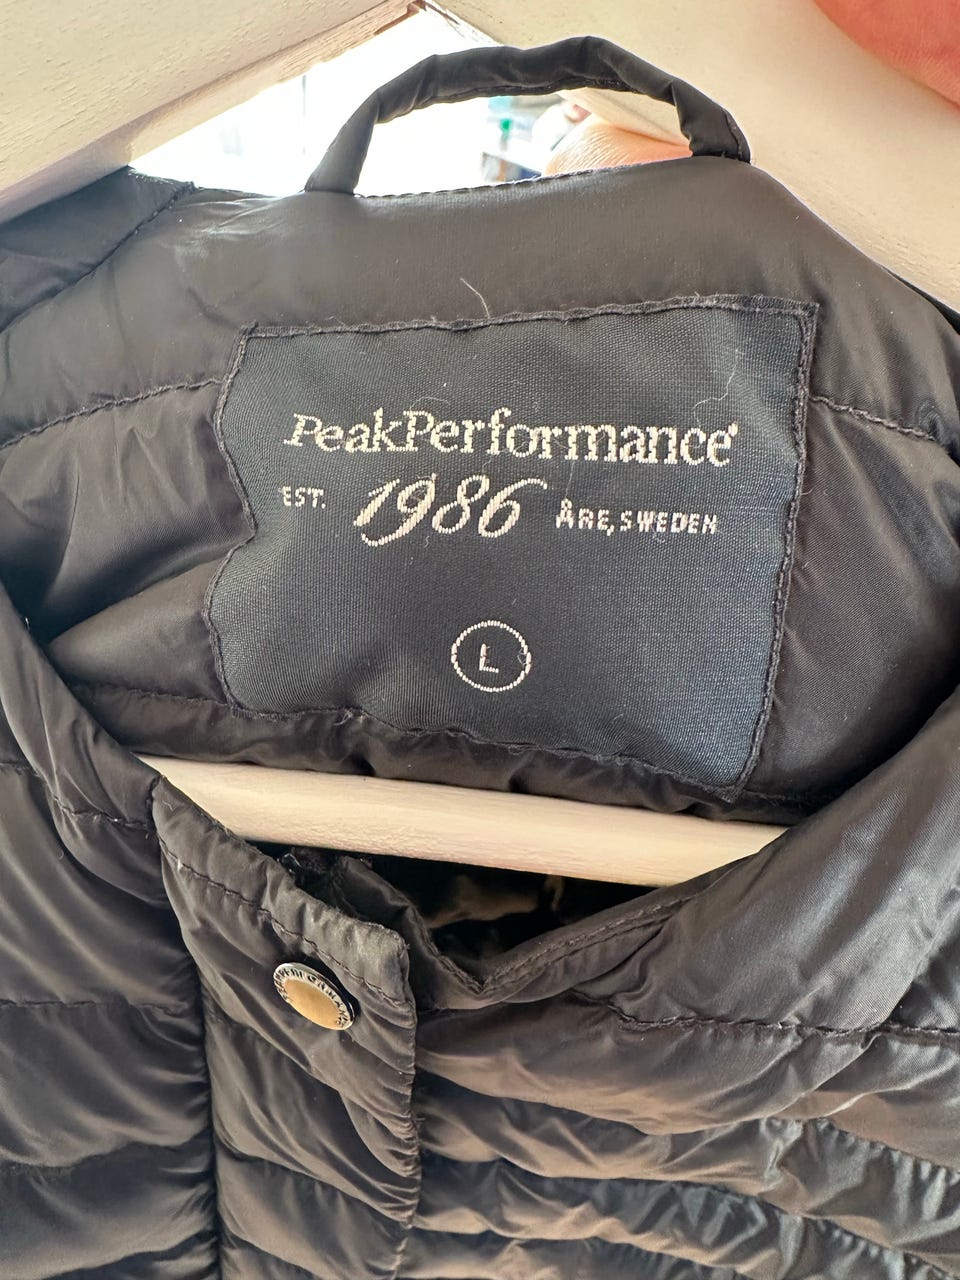 PeakPerformance
EST. 1986 ÅRE, SWEDEN
L